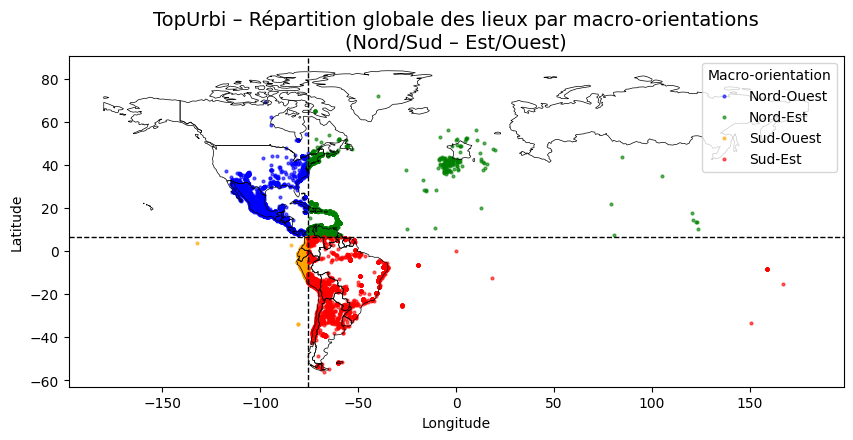 TopUrbi – Répartition globale des lieux par macro-orientations
(Nord/Sud – Est/Ouest)
Macro-orientation
Nord-Ouest
Nord-Est
Sud-Ouest
Sud-Est
Latitude
80
60
40
20
0
−20
−40
−60
−150
−100
−50
0
50
100
150
Longitude